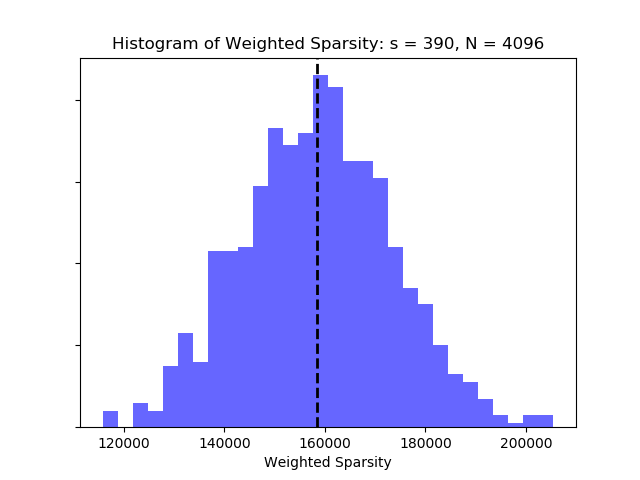 Histogram of Weighted Sparsity: s = 390, N = 4096
120000 140000 160000 180000 200000
Weighted Sparsity